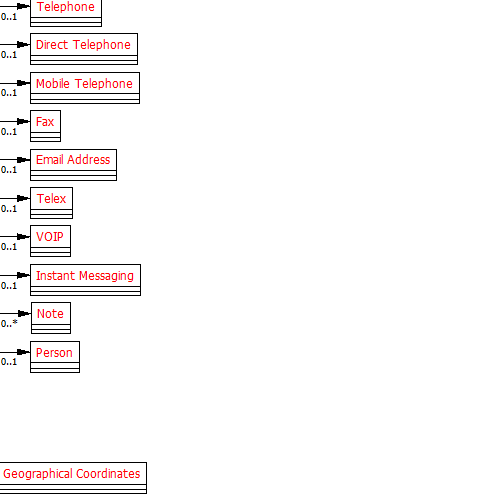 Telephone
0..1
Direct Telephone
0..1
Mobile Telephone
0..1
Fax
0..1
Email Address
0..1
Telex
0..1
VOIP
0..1
Instant Messaging
0..1
Note
0..*
Person
0..1
Geographical Coordinates